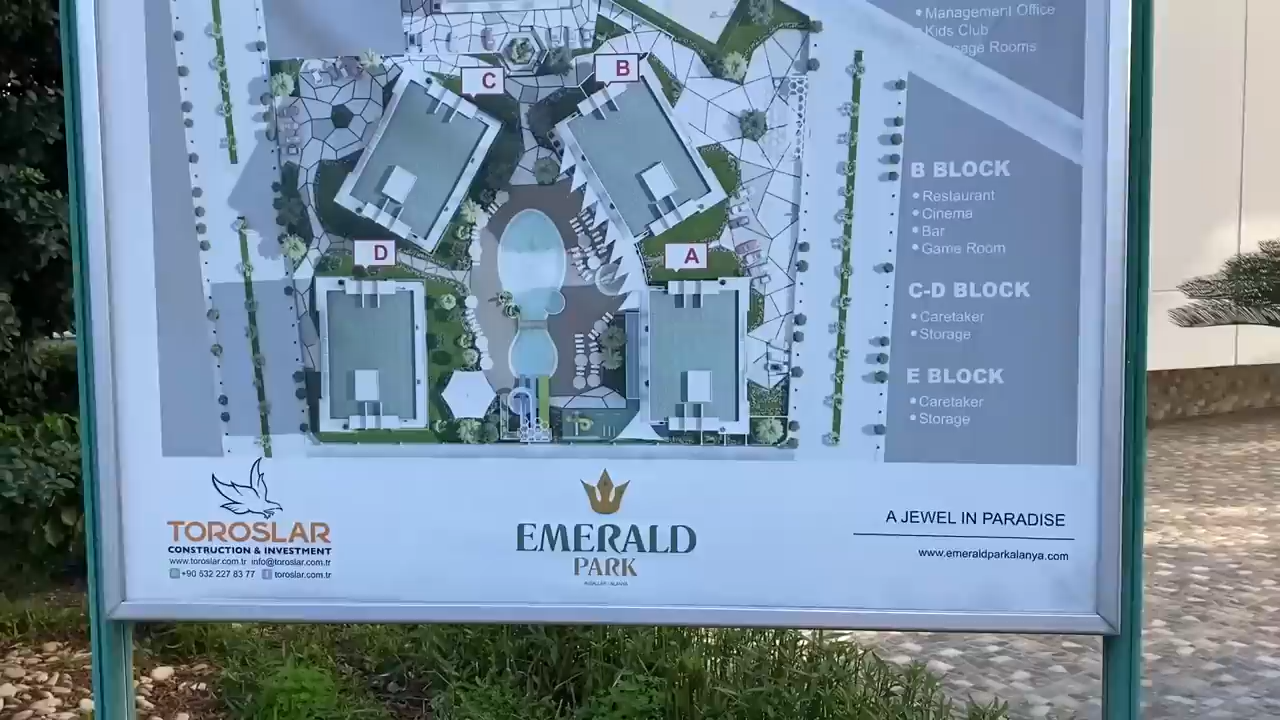 Management Office
Kids Club
Rooms
B BLOCK
Restaurant
Cinema
Bar
Game Room
C-D BLOCK
Caretaker
Storage
E BLOCK
Caretaker
Storage
C
B
D
A
TOROSLAR
CONSTRUCTION & INVESTMENT
www.toroslar.com.tr info@toroslar.com.tr
+90 532 227 83 77 toroslar.com.tr
EMERALD
PARK
A JEWEL IN PARADISE
www.emeraldparkalanya.com